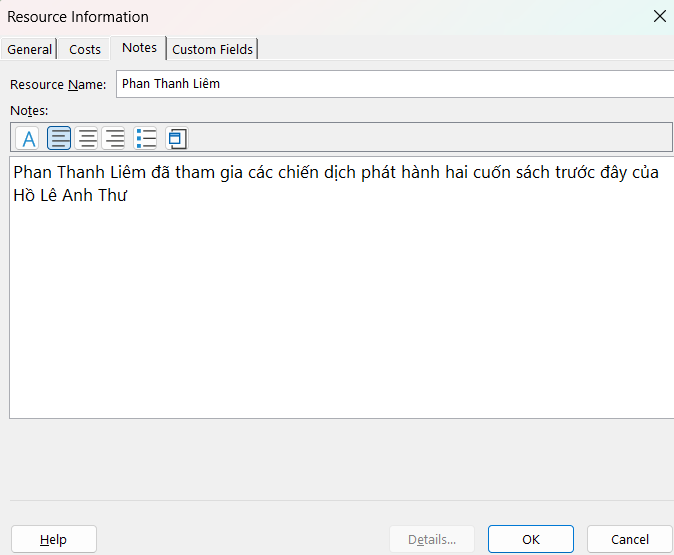 Resource Information
General Costs Notes Custom Fields
Resource Name: Phan Thanh Liêm
Notes:
A
Phan Thanh Liêm đã tham gia các chiến dịch phát hành hai cuốn sách trước đây của
Hồ Lê Anh Thư
Help Details... OK Cancel